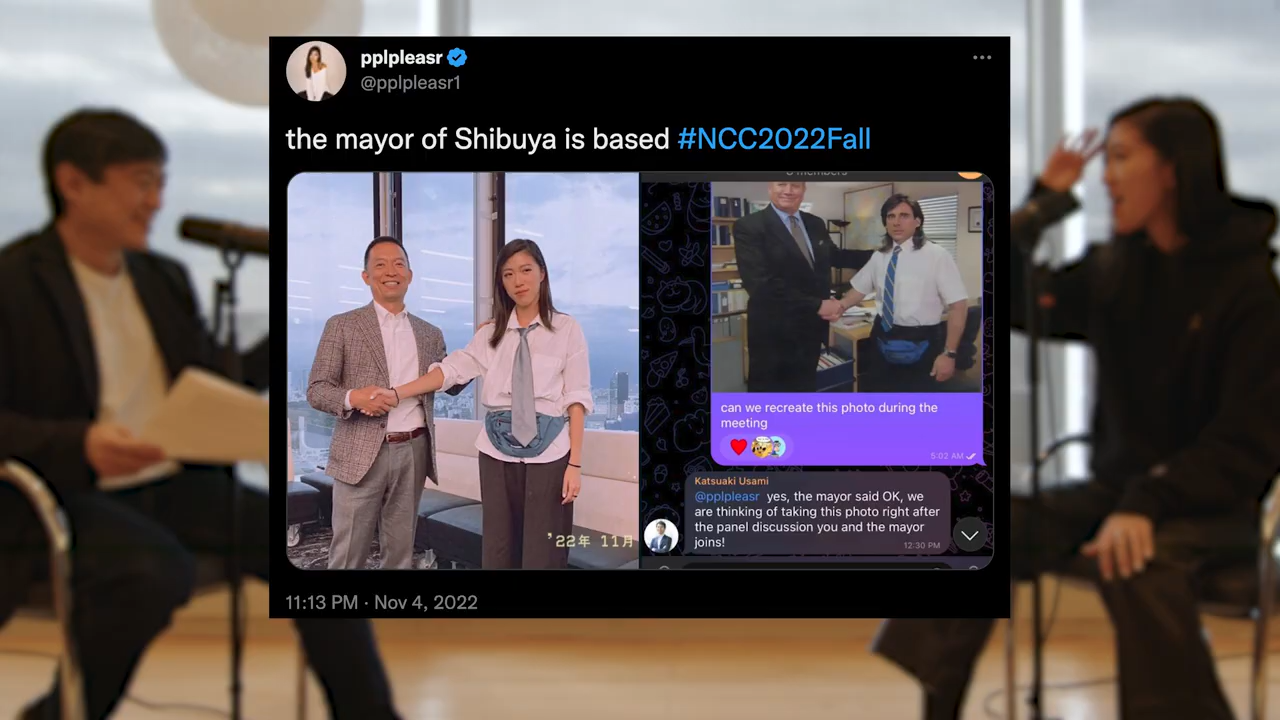 pplpleasr
@pplpleasr1
the mayor of Shibuya is based #NCC2022Fall
can we recreate this photo during the
meeting
5:02 AM
Katsuaki Usami
@pplpleasr yes, the mayor said OK, we
are thinking of taking this photo right after
the panel discussion you and the mayor
joins!
12:30 PM
'22年 11月
11:13 PM · Nov 4, 2022